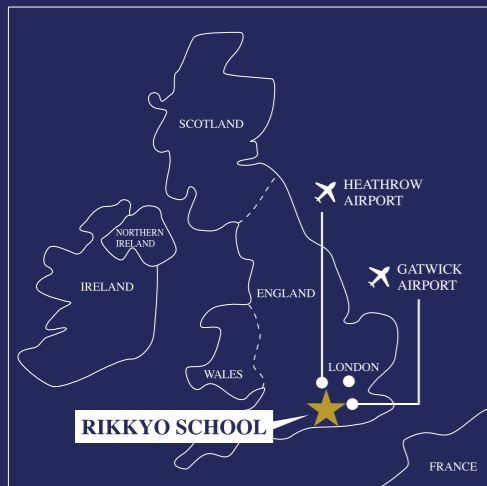 SCOTLAND
HEATHROW
AIRPORT
NORTHERN
IRELAND
GATWICK
AIRPORT
IRELAND
ENGLAND
LONDON
WALES
RIKKYO SCHOOL
FRANCE